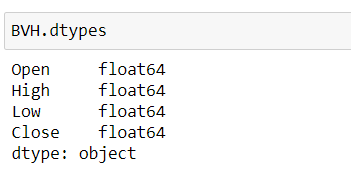 BVH.dtypes
Open     float64
High     float64
Low      float64
Close    float64
dtype: object